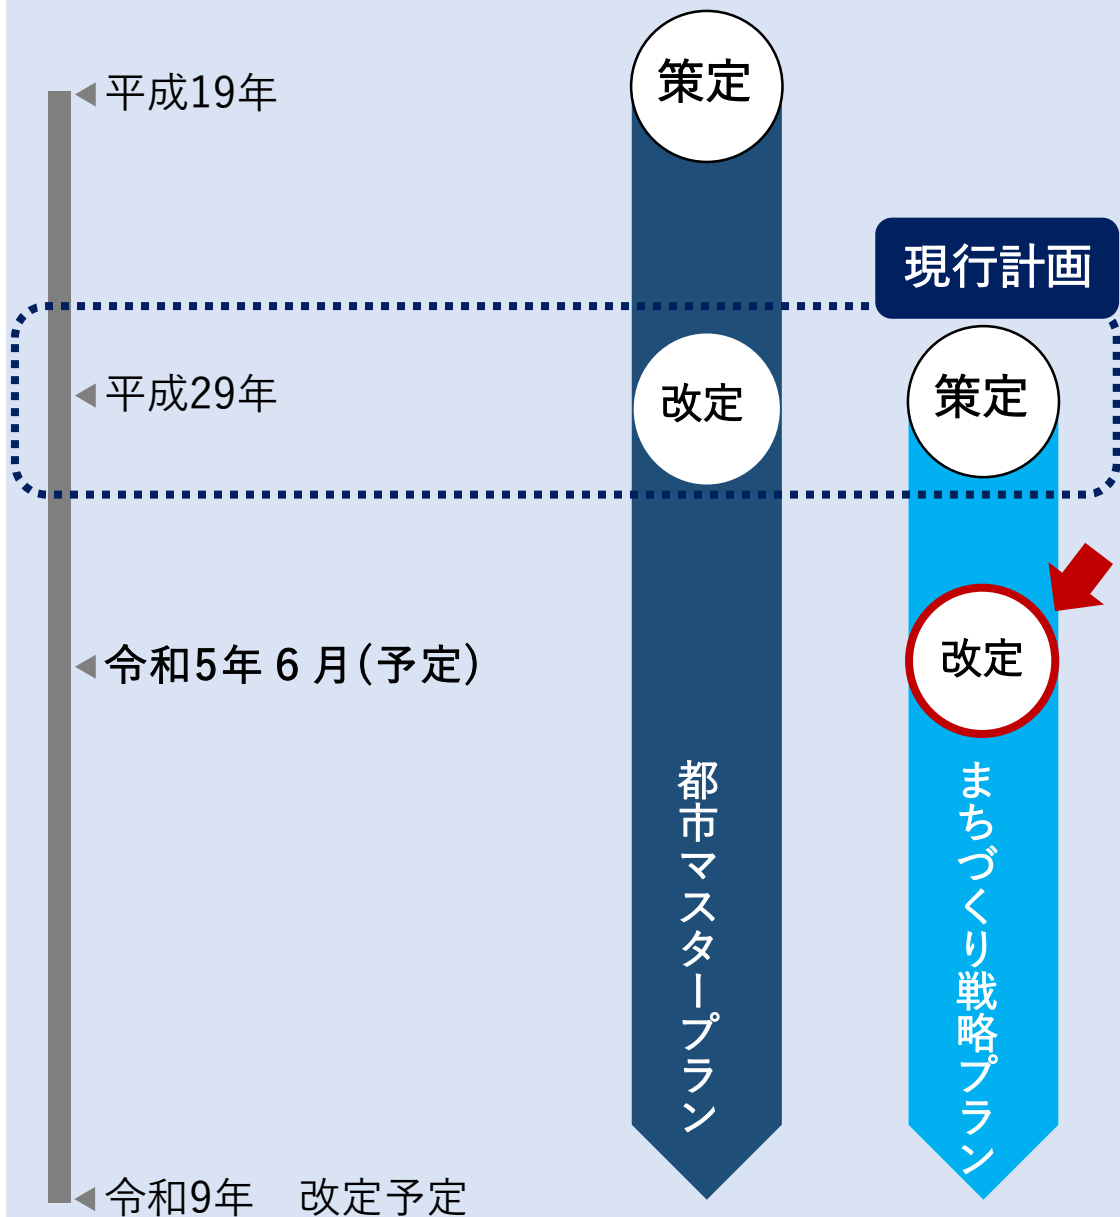 平成19年
策定
現行計画
平成29年
改定
策定
令和5年６月(予定)
改定
都市マスタープラン
まちづくり戦略プラン
令和9年　改定予定